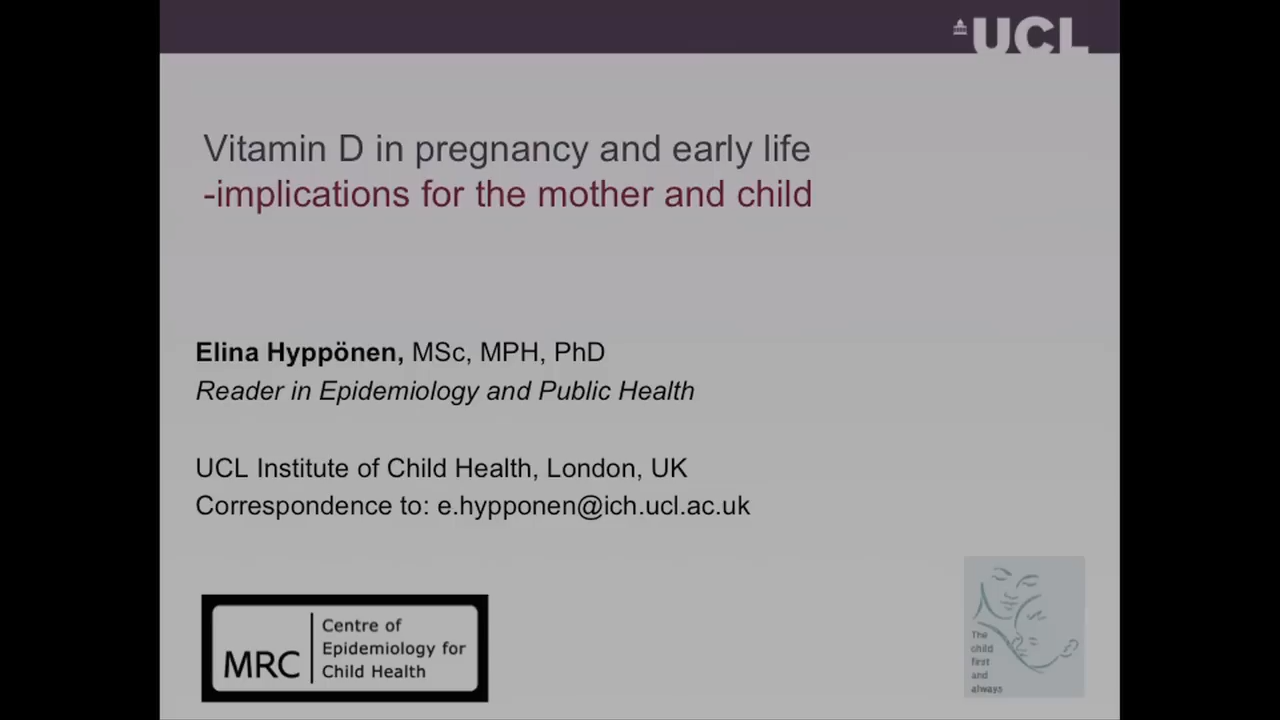 UCL
Vitamin D in pregnancy and early life
-implications for the mother and child
Elina Hyppönen, MSc, MPH, PhD
Reader in Epidemiology and Public Health
UCL Institute of Child Health, London, UK
Correspondence to: e.hypponen@ich.ucl.ac.uk
MRC
Centre of
Epidemiology for
Child Health
The
child
first
and
always